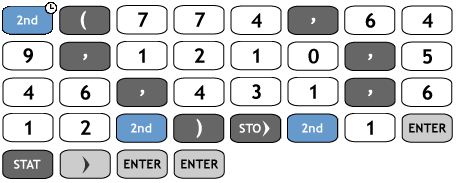 2nd ( 7 7 4 , 6 4
9 , 1 2 1 0 , 5
4 6 , 4 3 1 , 6
1 2 2nd ) STO❫ 2nd 1 ENTER
STAT ❫ ENTER ENTER